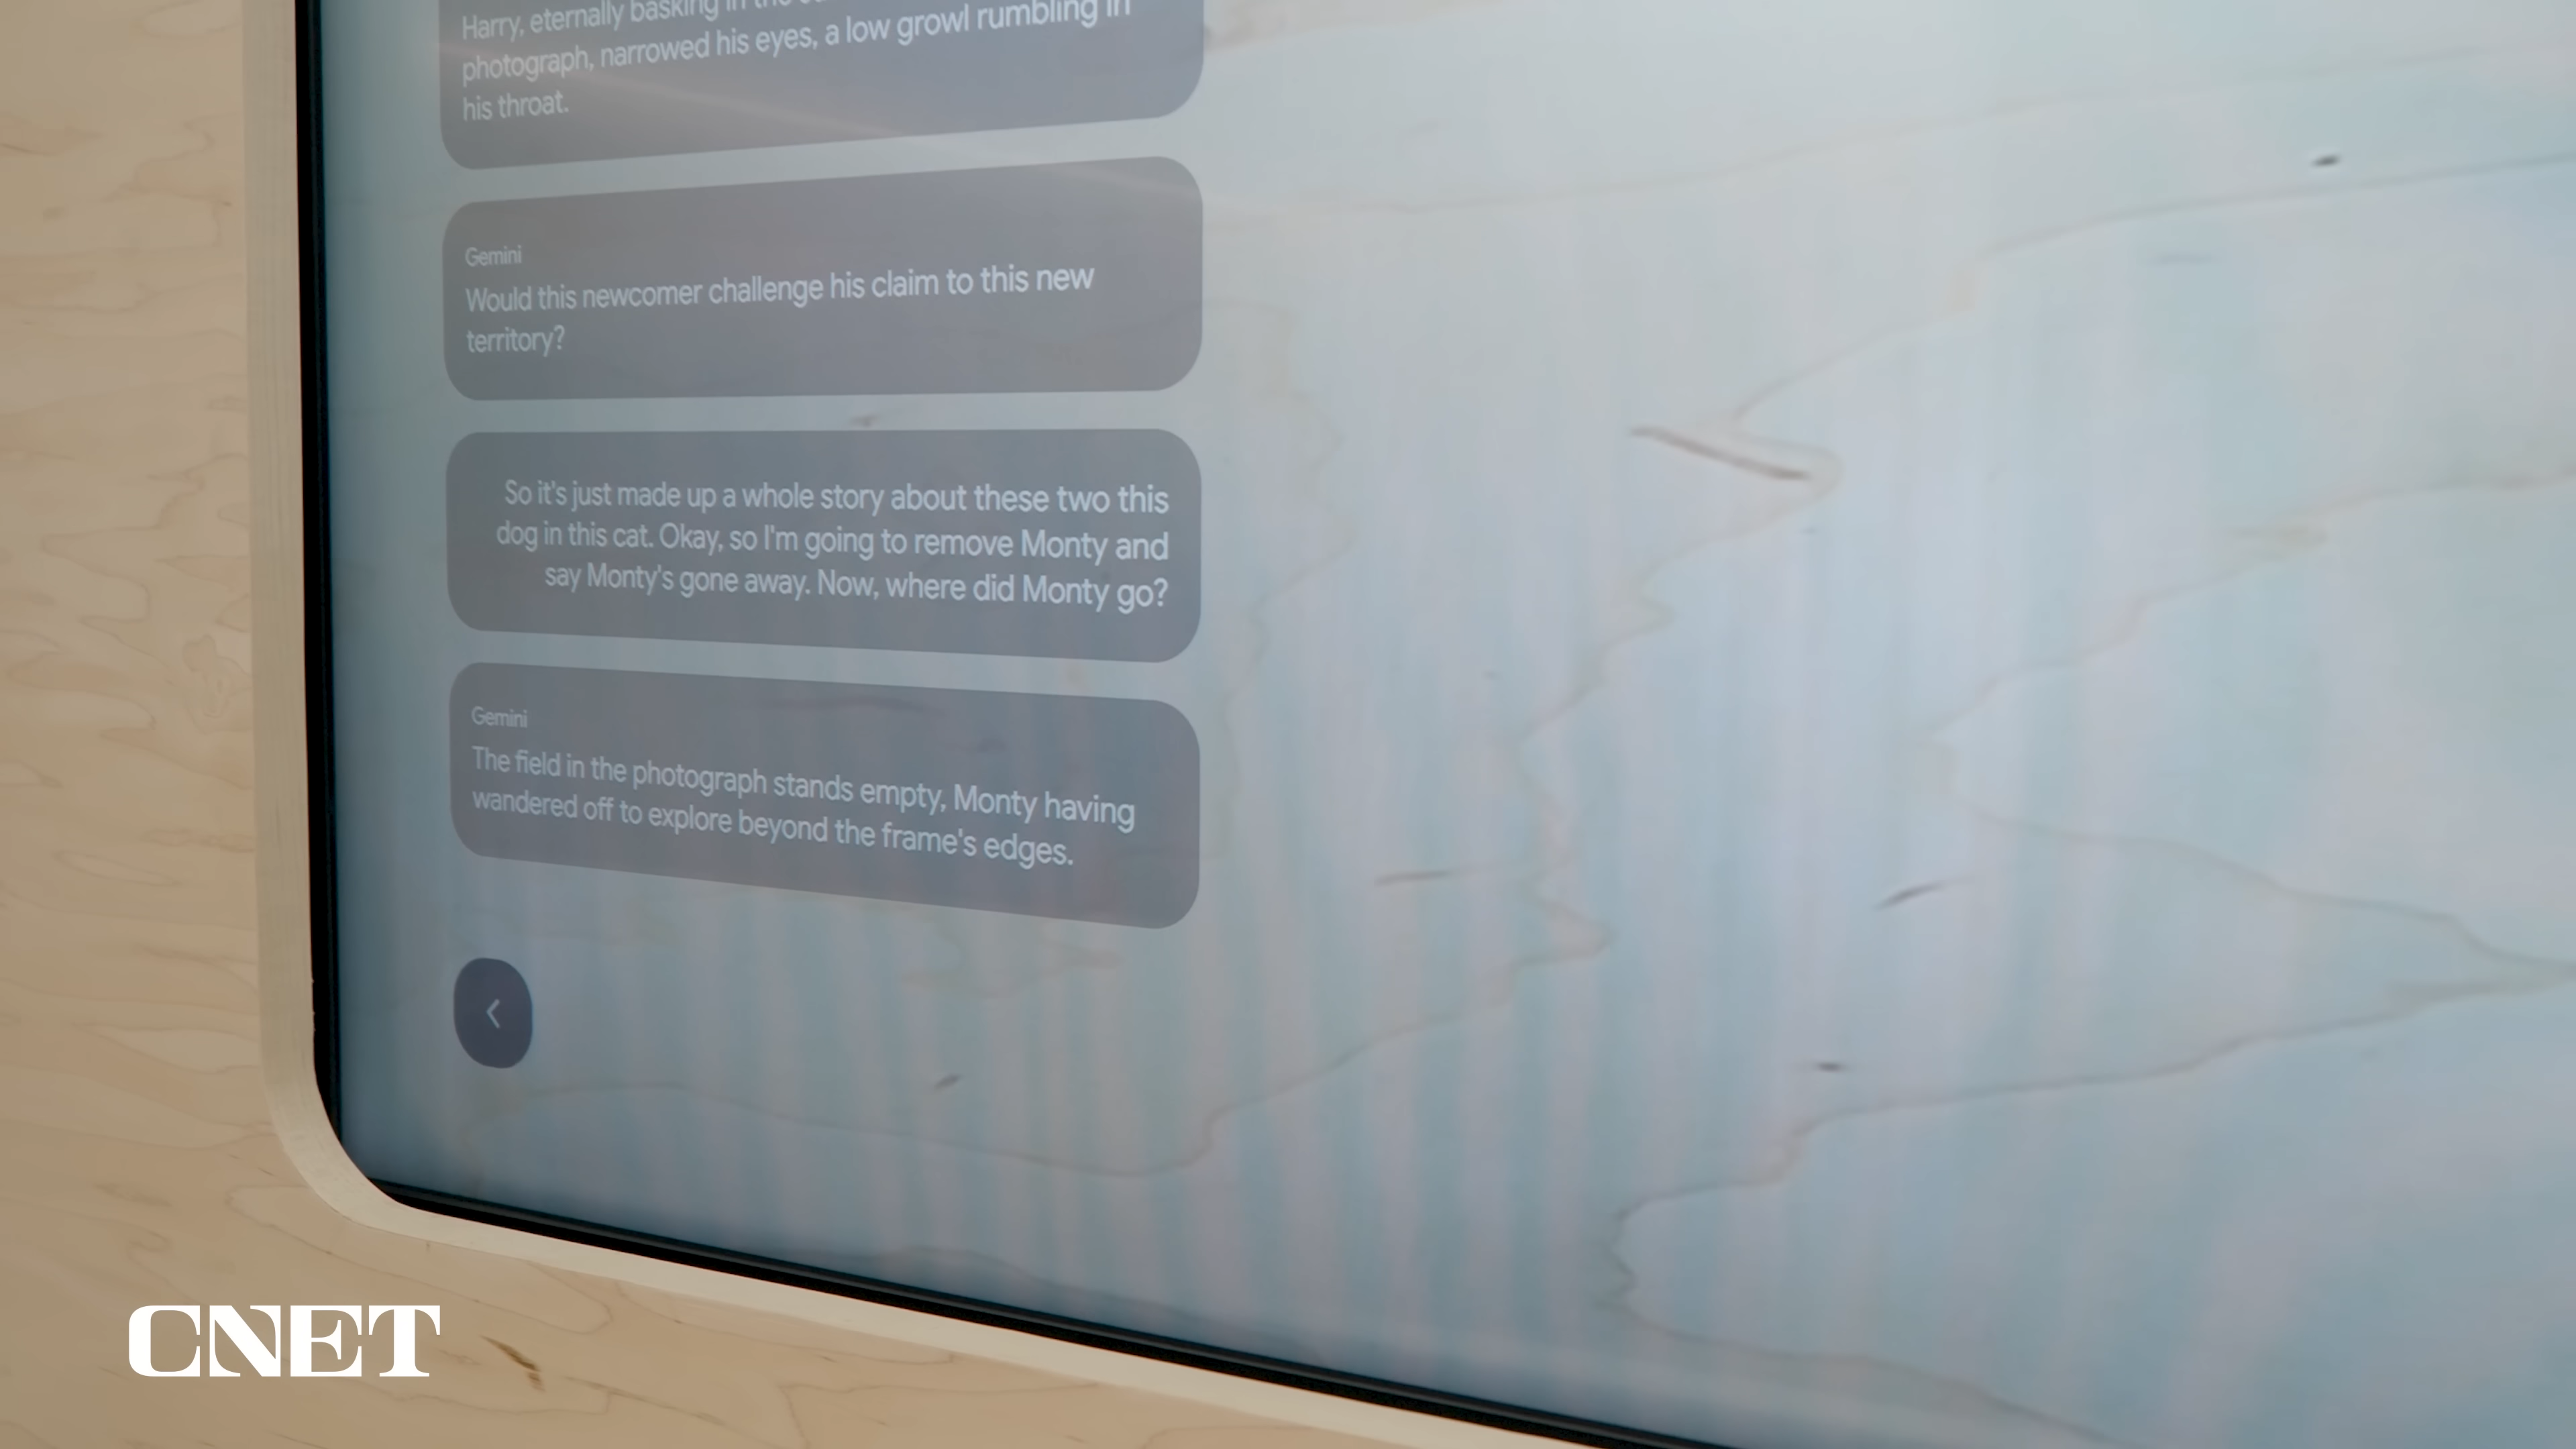 Harry, eternally basking in the
photograph, narrowed his eyes, a low growl rumbling in
his throat.
Gemini
Would this newcomer challenge his claim to this new
territory?
So it's just made up a whole story about these two this
dog in this cat. Okay, so I'm going to remove Monty and
say Monty's gone away. Now, where did Monty go?
Gemini
The field in the photograph stands empty, Monty having
wandered off to explore beyond the frame's edges.
CNET